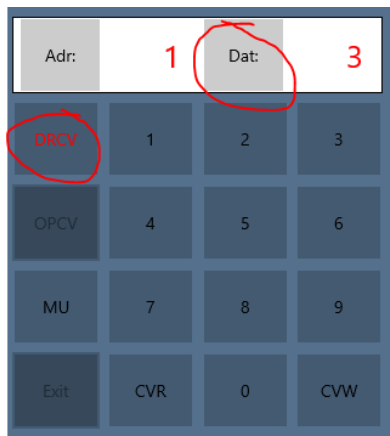 Adr: 1 Dat: 3
DRCV 1 2 3
OPCV 4 5 6
MU 7 8 9
Exit CVR 0 CVW